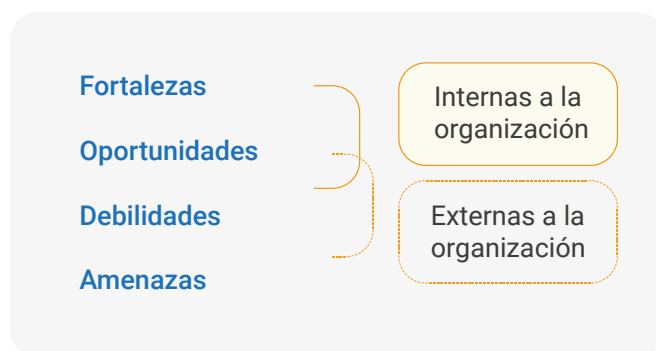 Fortalezas
Oportunidades
Debilidades
Amenazas
Internas a la
organización
Externas a la
organización